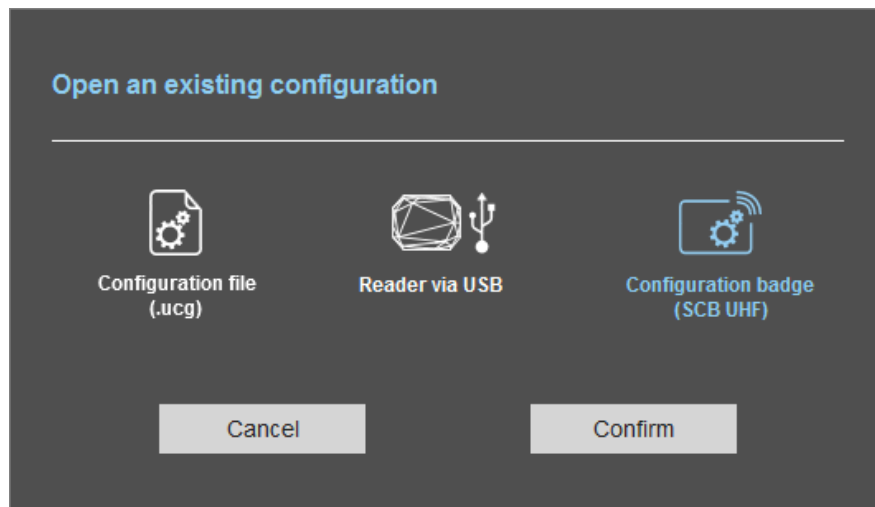 Open an existing configuration
Configuration file
(.ucg)
Reader via USB
Configuration badge
(SCB UHF)
Cancel
Confirm